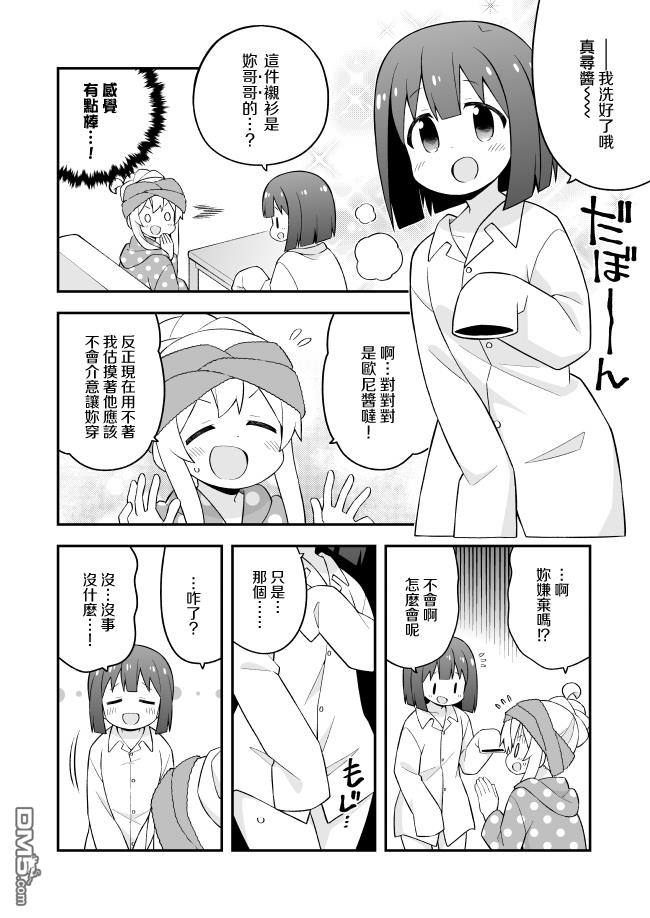 ——我洗好了哦
真尋醬~~~
だぼーん
這件襯衫是
妳哥哥的…?
感覺
有點棒…!
啊…對對對
是歐尼醬噠!
反正現在用不著
我估摸著他應該
不會介意讓妳穿
…啊
妳嫌棄嗎!?
不會啊
怎麼會呢
只是…
那個……
もじ…
…咋了?
沒…沒事
沒什麼…!
DM5.com